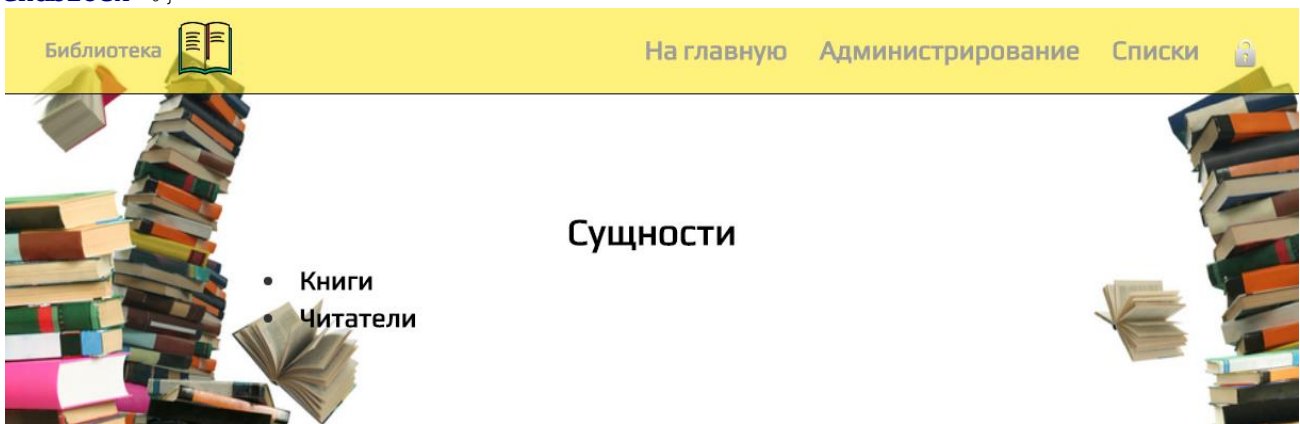 Библиотека
На главную Администрирование Списки
Сущности
Книги
Читатели